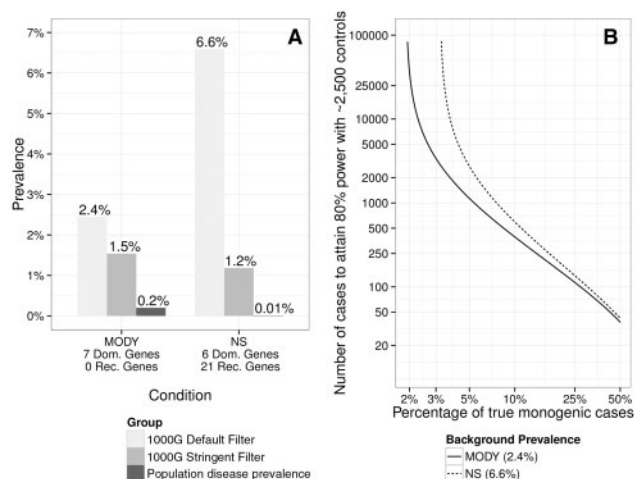 A
Prevalence
7%
6%
5%
4%
3%
2%
1%
0%
2.4%
1.5%
0.2%
6.6%
1.2%
0.01%
MODY
7 Dom. Genes
0 Rec. Genes
NS
6 Dom. Genes
21 Rec. Genes
Condition
Group
1000G Default Filter
1000G Stringent Filter
Population disease prevalence
B
Number of cases to attain 80% power with ~2,500 controls
100000
25000
10000
5000
2000
1000
500
250
100
50
20
2% 3% 5% 10% 25% 50%
Percentage of true monogenic cases
Background Prevalence
MODY (2.4%)
NS (6.6%)